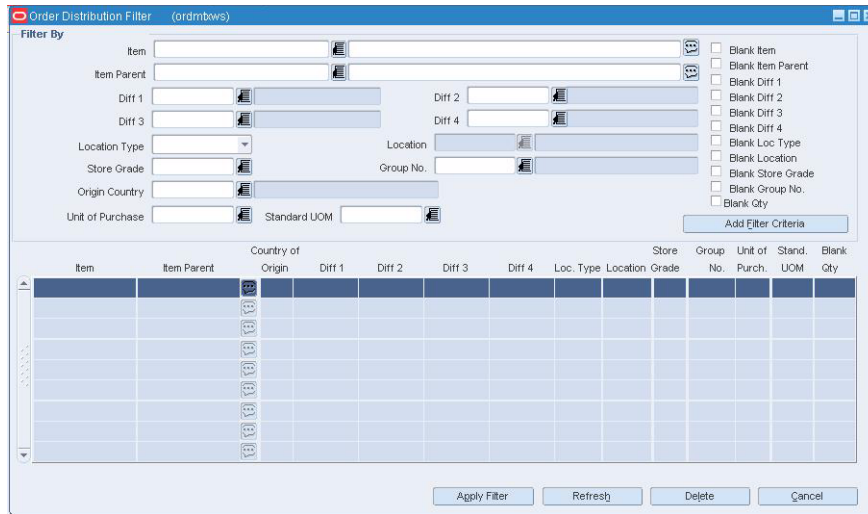 Order Distribution Filter (ordmtxws)
Filter By
Item
Blank Item
Item Parent
Blank Item Parent
Diff 1
Diff 2
Blank Diff 1
Blank Diff 2
Diff 3
Diff 4
Blank Diff 3
Blank Diff 4
Location Type
Location
Blank Loc Type
Blank Location
Store Grade
Group No.
Blank Store Grade
Blank Group No.
Origin Country
Blank Qty
Unit of Purchase
Standard UOM
Add Filter Criteria
Country of Store Group Unit of Stand. Blank
Item Item Parent Origin Diff 1 Diff 2 Diff 3 Diff 4 Loc. Type Location Grade No. Purch. UOM Qty
Apply Filter Refresh Delete Cancel